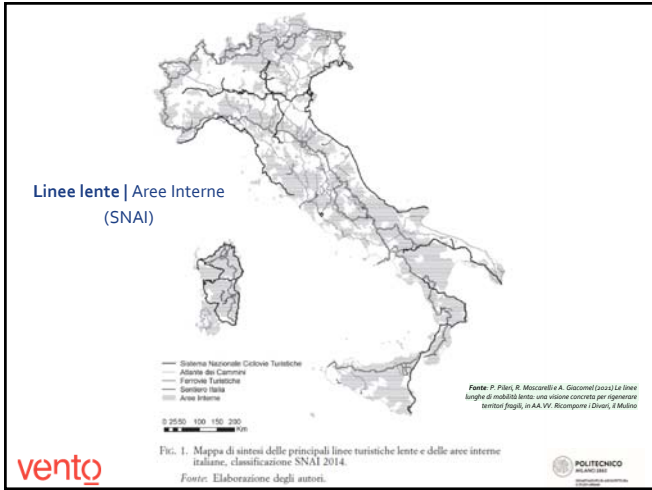 Linee lente | Aree Interne
(SNAI)
Sistema Nazionale Ciclovie Turistiche
Atlante dei Cammini
Ferrovie Turistiche
Sentiero Italia
Aree Interne
0 25 50 100 150 200
Km
Fonte: P. Pileri, R. Moscarelli e A. Giacomel (2021) Le linee
lunghe di mobilità lenta: una visione concreta per rigenerare
territori fragili, in AA.VV. Ricomporre i Divari, il Mulino
FIG. 1. Mappa di sintesi delle principali linee turistiche lente e delle aree interne
italiane, classificazione SNAI 2014.
Fonte: Elaborazione degli autori.
vento
POLITECNICO
MILANO 1863